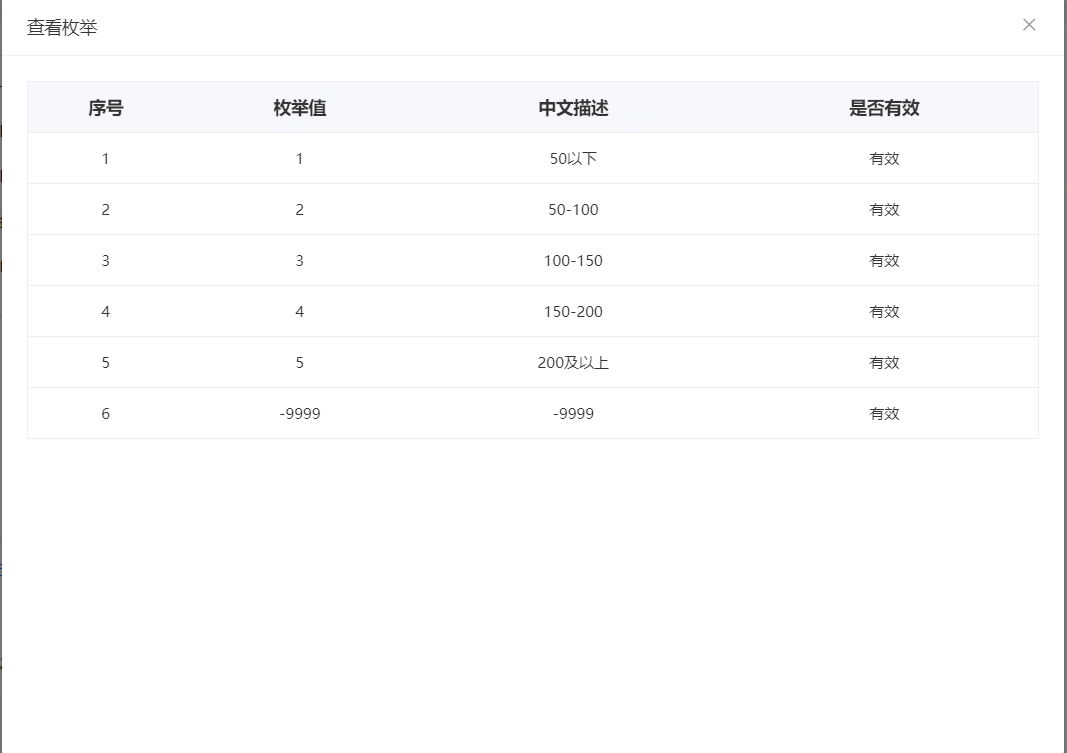 查看枚举
序号 枚举值 中文描述 是否有效
1 1 50以下 有效
2 2 50-100 有效
3 3 100-150 有效
4 4 150-200 有效
5 5 200及以上 有效
6 -9999 -9999 有效